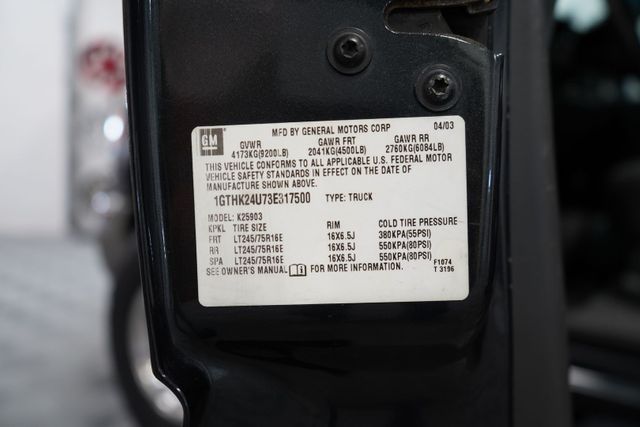 MFD BY GENERAL MOTORS CORP 04/03
GM GVWR GAWR FRT GAWR RR
4173KG(9200LB) 2041KG(4500LB) 2760KG(6084LB)
THIS VEHICLE CONFORMS TO ALL APPLICABLE U.S. FEDERAL MOTOR
VEHICLE SAFETY STANDARDS IN EFFECT ON THE DATE OF
MANUFACTURE SHOWN ABOVE.
1GTHK24U73E317500 TYPE: TRUCK
MODEL: K25903
KPKL TIRE SIZE RIM COLD TIRE PRESSURE
FRT LT245/75R16E 16X6.5J 380KPA(55PSI)
RR LT245/75R16E 16X6.5J 550KPA(80PSI)
SPA LT245/75R16E 16X6.5J 550KPA(80PSI)
SEE OWNER'S MANUAL FOR MORE INFORMATION. F1074
T 3196